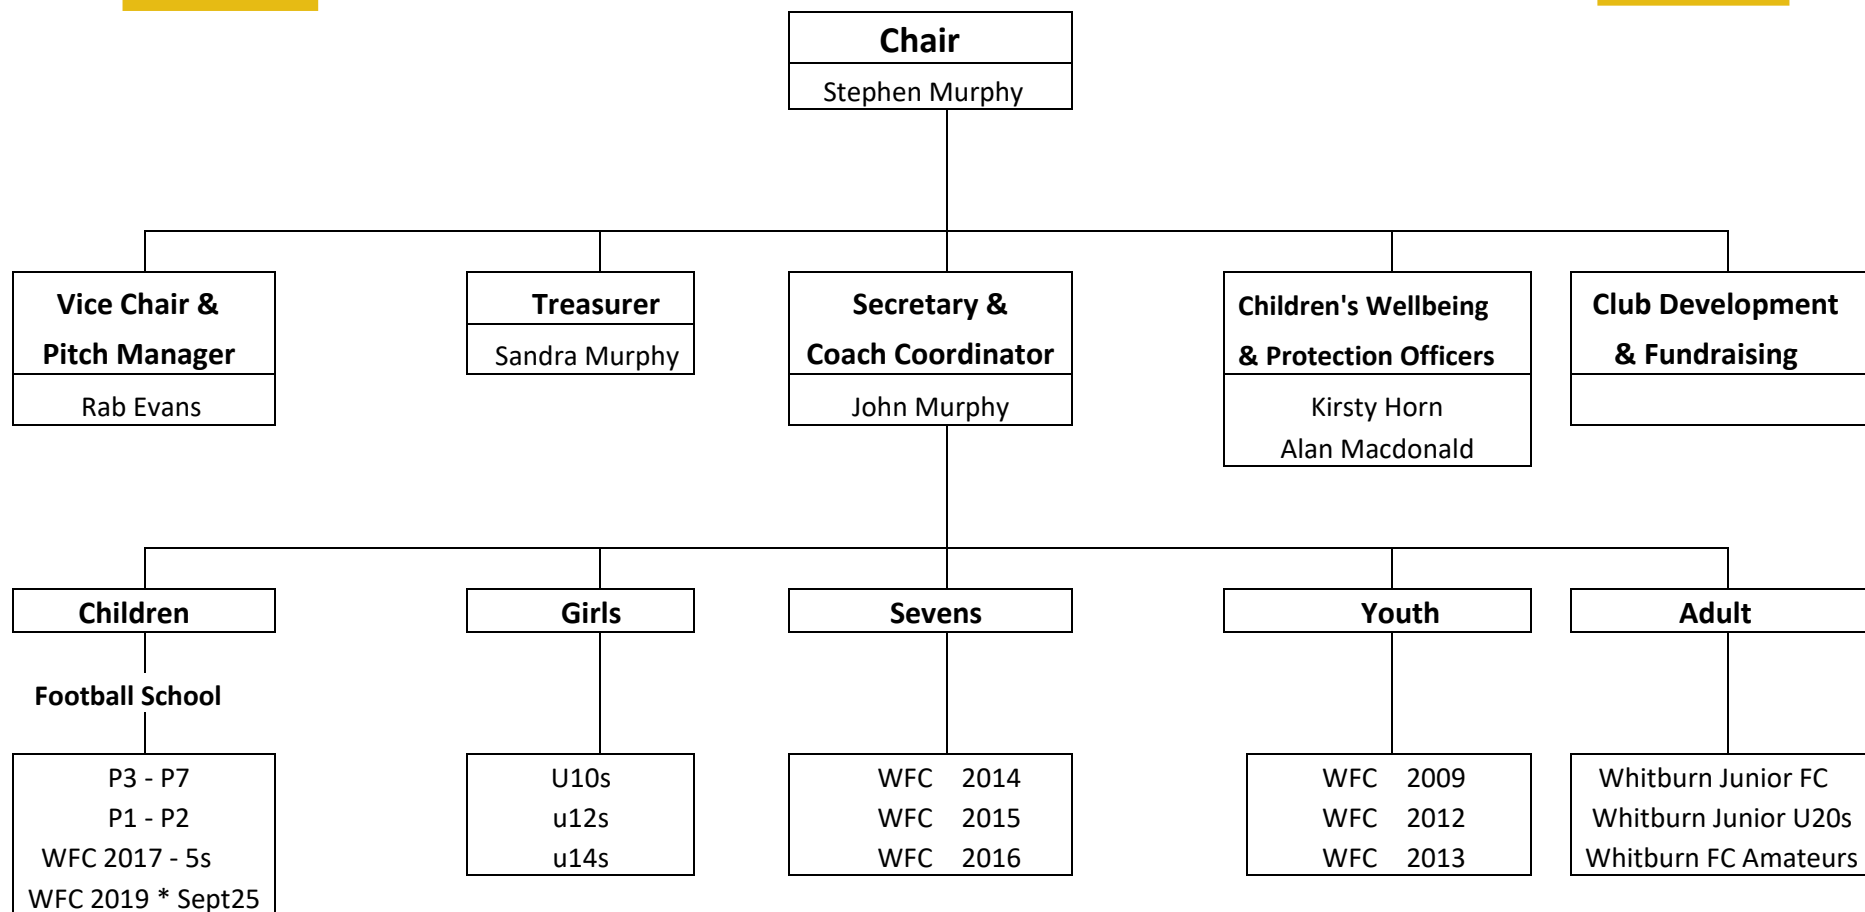 Chair
Stephen Murphy
Vice Chair &
Pitch Manager
Rab Evans
Treasurer
Sandra Murphy
Secretary &
Coach Coordinator
John Murphy
Children's Wellbeing
& Protection Officers
Kirsty Horn
Alan Macdonald
Club Development
& Fundraising
Children
Football School
P3 - P7
P1 - P2
WFC 2017 - 5s
WFC 2019 * Sept25
Girls
U10s
u12s
u14s
Sevens
WFC 2014
WFC 2015
WFC 2016
Youth
WFC 2009
WFC 2012
WFC 2013
Adult
Whitburn Junior FC
Whitburn Junior U20s
Whitburn FC Amateurs